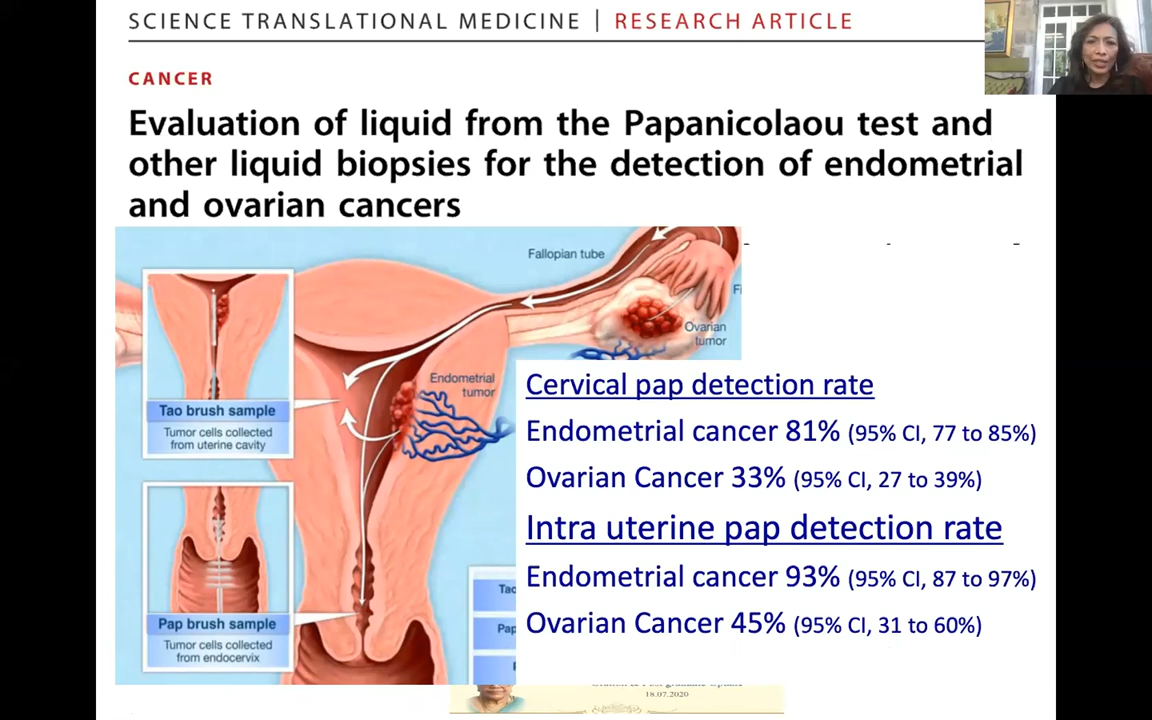 SCIENCE TRANSLATIONAL MEDICINE | RESEARCH ARTICLE
CANCER
Evaluation of liquid from the Papanicolaou test and
other liquid biopsies for the detection of endometrial
and ovarian cancers
Fallopian tube
Ovarian
tumor
Endometrial
tumor
Tao brush sample
Tumor cells collected
from uterine cavity
Pap brush sample
Tumor cells collected
from endocervix
Tao
Pap
Cervical pap detection rate
Endometrial cancer 81% (95% CI, 77 to 85%)
Ovarian Cancer 33% (95% CI, 27 to 39%)
Intra uterine pap detection rate
Endometrial cancer 93% (95% CI, 87 to 97%)
Ovarian Cancer 45% (95% CI, 31 to 60%)
18.07.2020